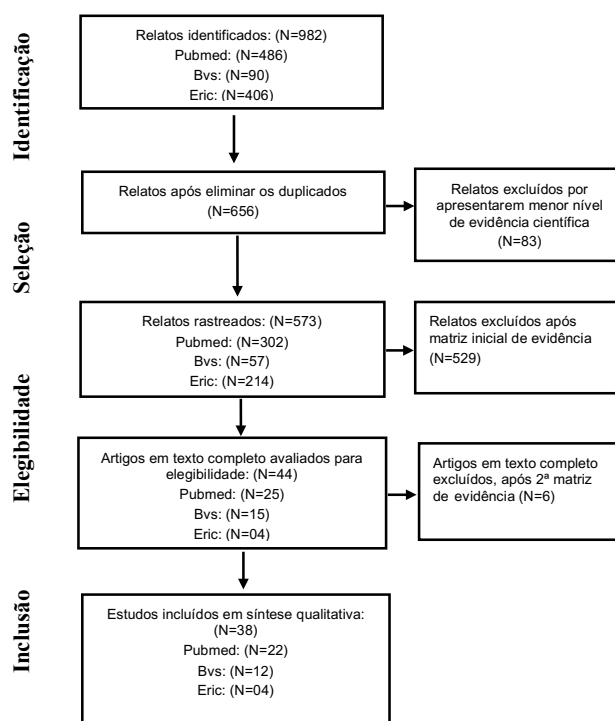 Identificação
Relatos identificados: (N=982)
Pubmed: (N=486)
Bvs: (N=90)
Eric: (N=406)
Seleção
Relatos após eliminar os duplicados
(N=656)
Relatos excluídos por
apresentarem menor nível
de evidência científica
(N=83)
Relatos rastreados: (N=573)
Pubmed: (N=302)
Bvs: (N=57)
Eric: (N=214)
Relatos excluídos após
matriz inicial de evidência
(N=529)
Elegibilidade
Artigos em texto completo avaliados para
elegibilidade: (N=44)
Pubmed: (N=25)
Bvs: (N=15)
Eric: (N=04)
Artigos em texto completo
excluídos, após 2ª matriz
de evidência (N=6)
Inclusão
Estudos incluídos em síntese qualitativa:
(N=38)
Pubmed: (N=22)
Bvs: (N=12)
Eric: (N=04)